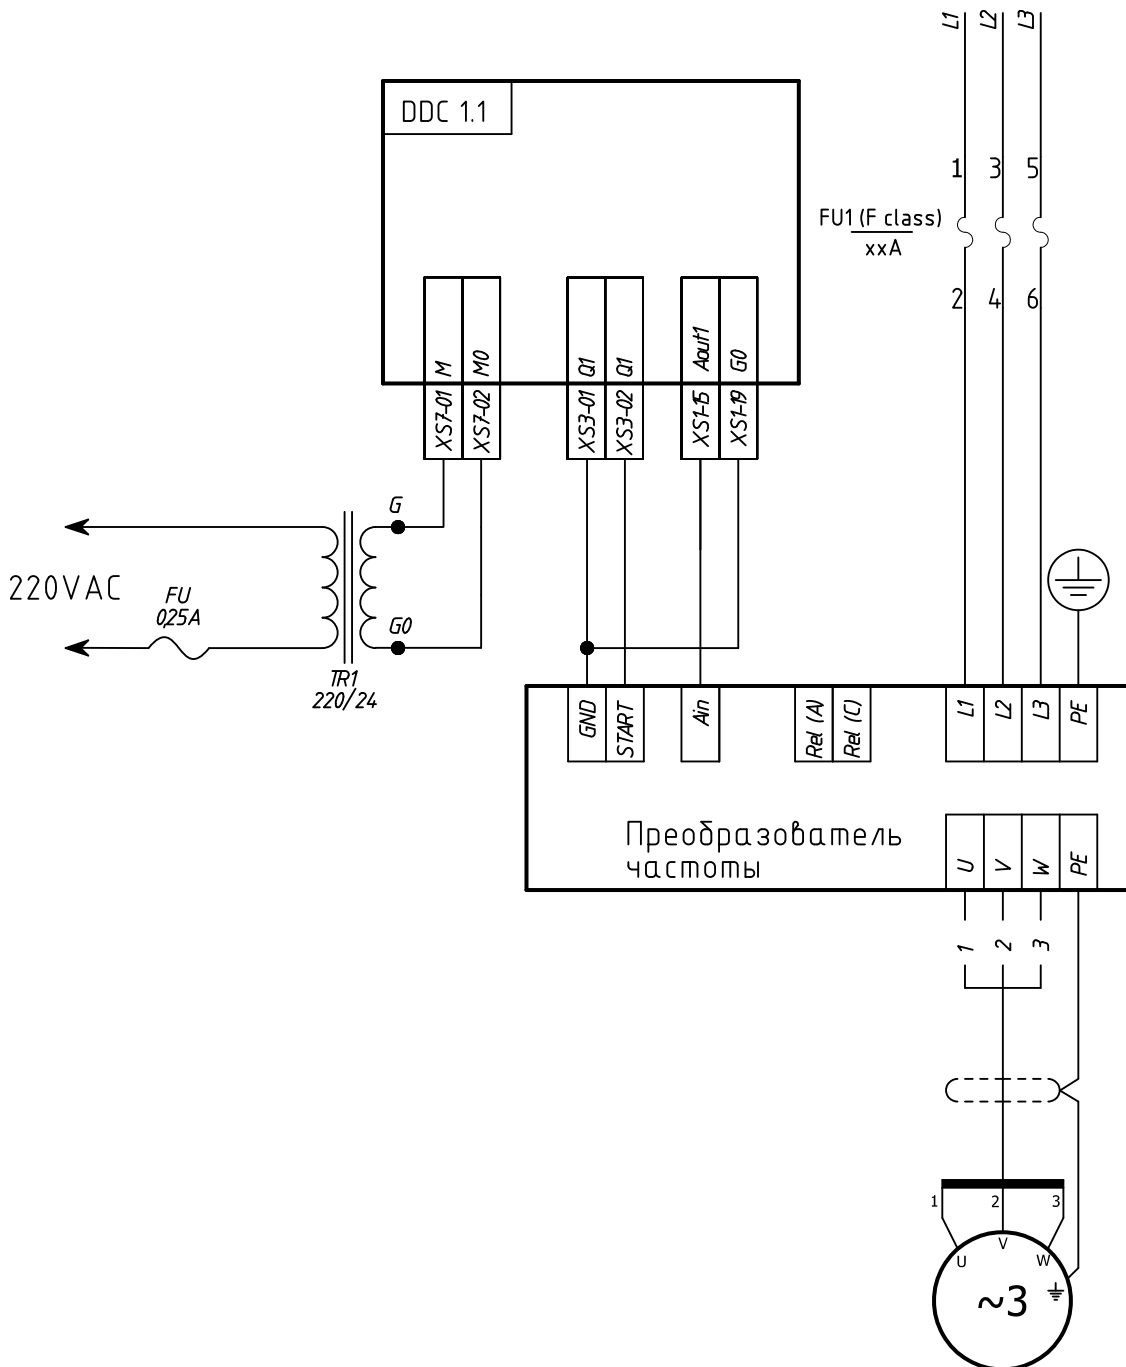 L1
L2
L3
DDC 1.1
1
3
5
FU1 (F class)
xxA
2
4
6
M
M0
Q1
Q1
Aout1
G0
XS7-01
XS7-02
XS3-01
XS3-02
XS1-15
XS1-19
G
220VAC
FU
0,25A
G0
TR1
220/24
GND
START
Ain
Rel (A)
Rel (C)
L1
L2
L3
PE
Преобразователь
частоты
U
V
W
PE
1
2
3
1
2
3
U
V
W
~3